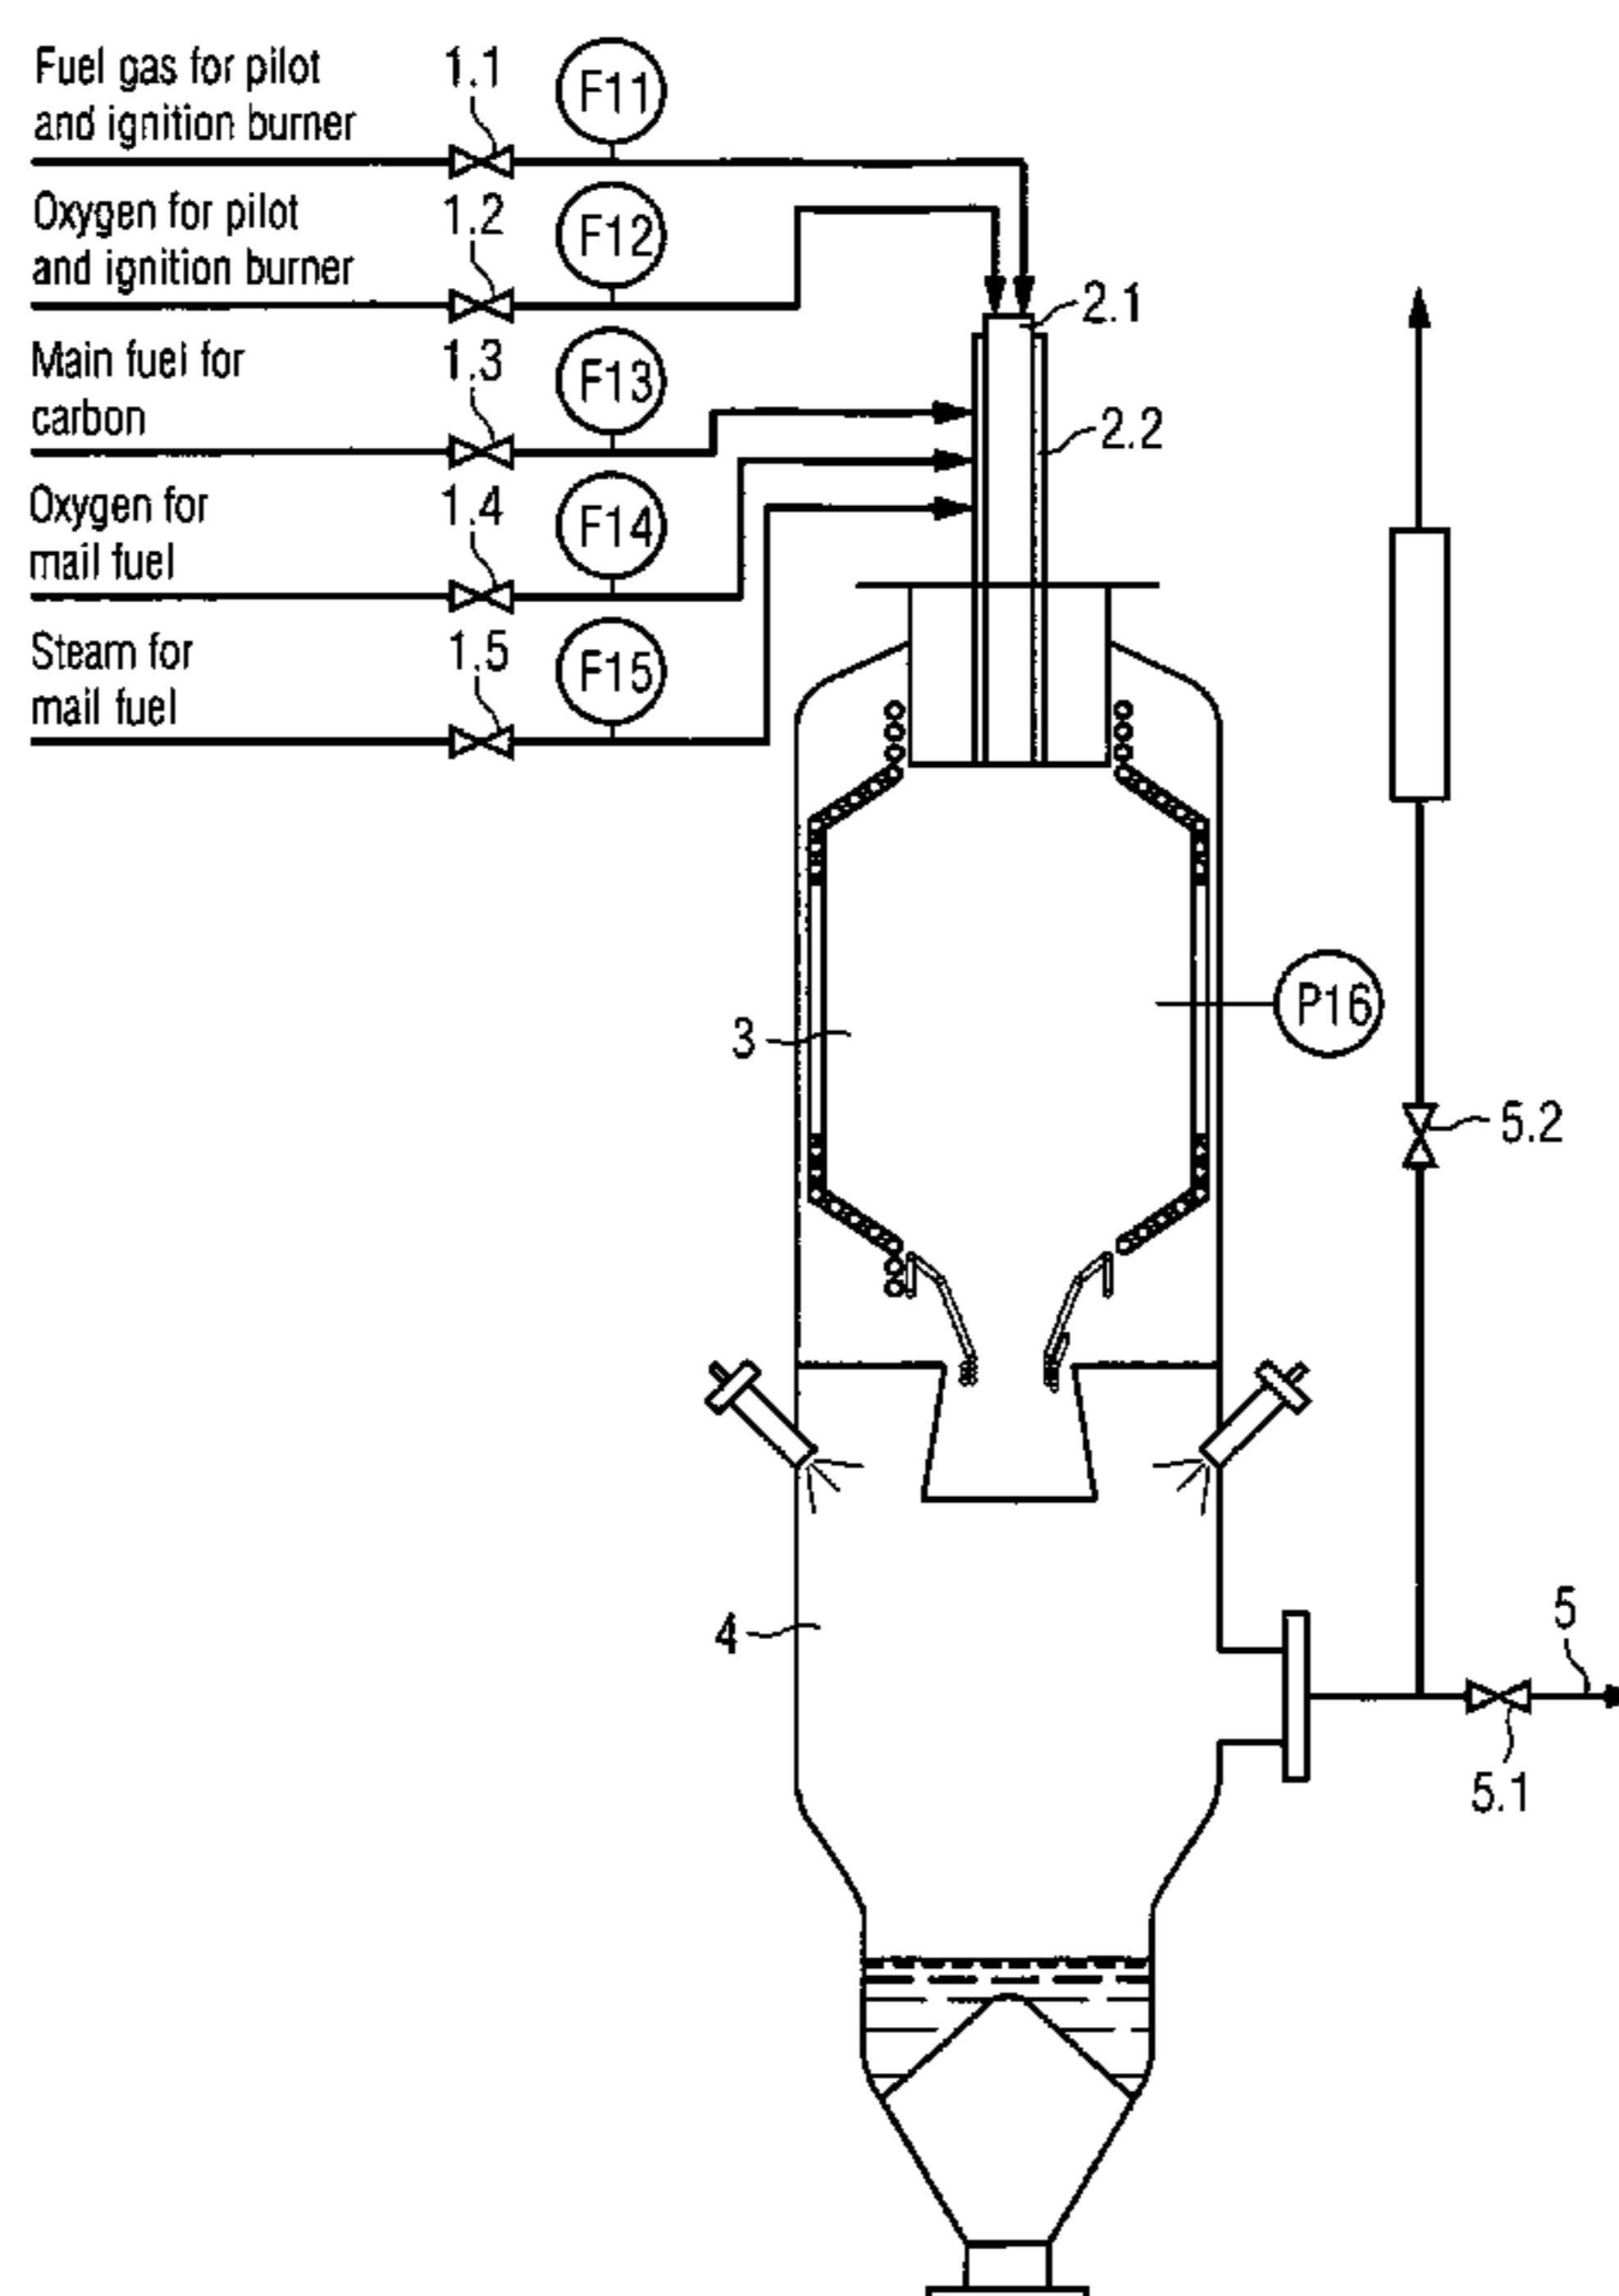 Fuel gas for pilot
and ignition burner
1.1
F11
Oxygen for pilot
and ignition burner
1.2
F12
2.1
Main fuel for
carbon
1.3
F13
2.2
Oxygen for
mail fuel
1.4
F14
Steam for
mail fuel
1.5
F15
P16
3
5.2
4
5
5.1